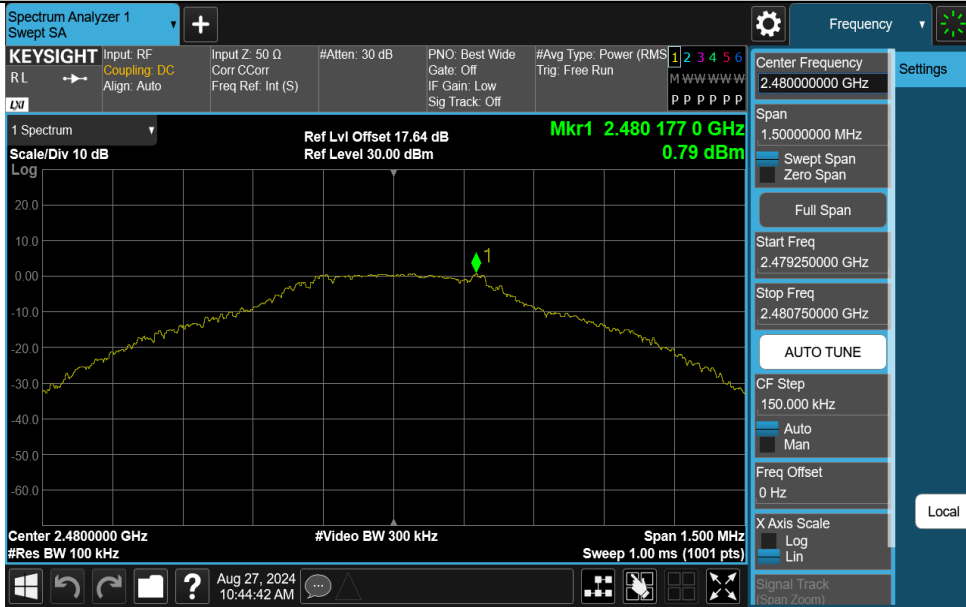 Spectrum Analyzer 1
Swept SA
Frequency
KEYSIGHT
RL
LXI
Input: RF
Coupling: DC
Align: Auto
Input Z: 50 Ω
Corr CCorr
Freq Ref: Int (S)
#Atten: 30 dB
PNO: Best Wide
Gate: Off
IF Gain: Low
Sig Track: Off
#Avg Type: Power (RMS
Trig: Free Run
1 2 3 4 5 6
M W W W W W
P P P P P P
1 Spectrum
Scale/Div 10 dB
Log
Ref Lvl Offset 17.64 dB
Ref Level 30.00 dBm
Mkr1 2.480 177 0 GHz
0.79 dBm
1
20.0
10.0
0.00
-10.0
-20.0
-30.0
-40.0
-50.0
-60.0
Center 2.4800000 GHz
#Res BW 100 kHz
#Video BW 300 kHz
Span 1.500 MHz
Sweep 1.00 ms (1001 pts)
Center Frequency
2.480000000 GHz
Span
1.50000000 MHz
Swept Span
Zero Span
Full Span
Start Freq
2.479250000 GHz
Stop Freq
2.480750000 GHz
AUTO TUNE
CF Step
150.000 kHz
Auto
Man
Freq Offset
0 Hz
X Axis Scale
Log
Lin
Signal Track
(Span Zoom)
Settings
Local
Aug 27, 2024
10:44:42 AM